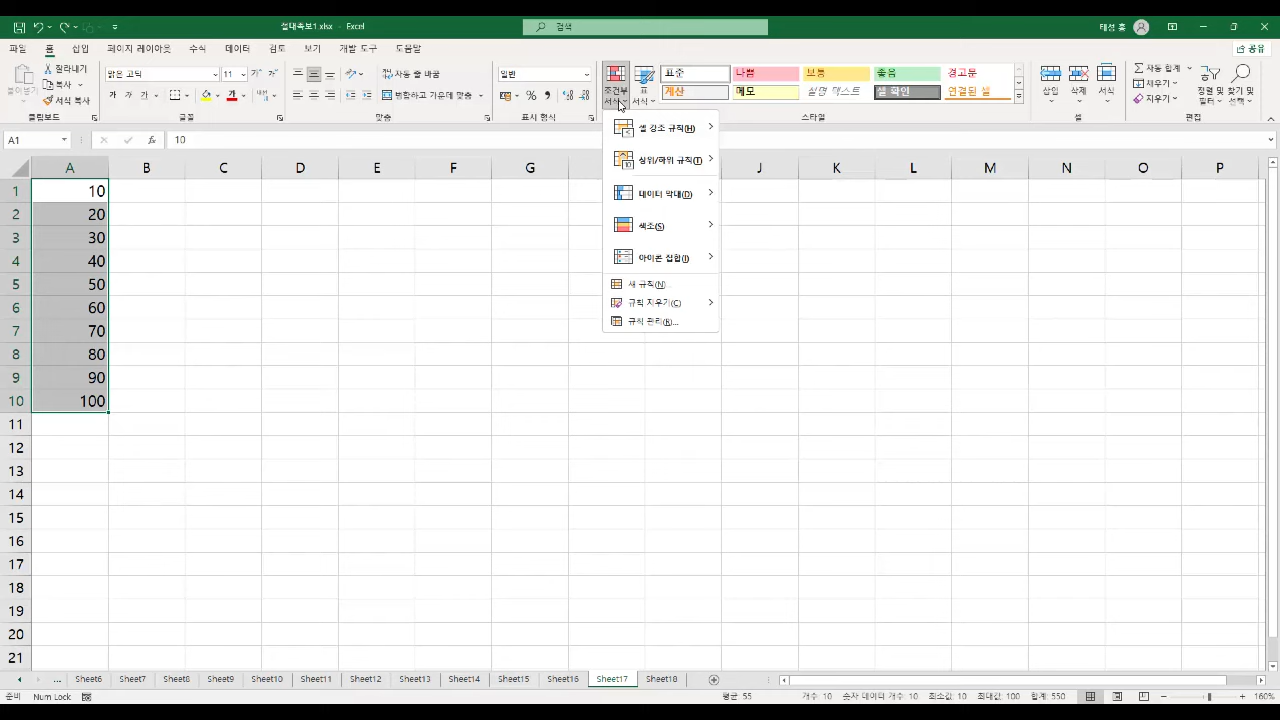 절대속보1.xlsx - Excel
검색
태성 홍
파일 홈 삽입 페이지 레이아웃 수식 데이터 검토 보기 개발 도구 도움말
공유
붙여넣기
잘라내기
복사
서식 복사
클립보드
맑은 고딕 11
가 가 가
글꼴
자동 줄 바꿈
병합하고 가운데 맞춤
맞춤
일반
표시 형식
조건부
서식
표
서식
표준 나쁨 보통 좋음 경고문
계산 메모 설명 텍스트 셀 확인 연결된 셀
스타일
삽입 삭제 서식
셀
자동 합계
채우기
지우기
정렬 및 찾기 및
필터 선택
편집
A1 fx 10
A B C D E F G J K L M N O P
1 10
2 20
3 30
4 40
5 50
6 60
7 70
8 80
9 90
10 100
11
12
13
14
15
16
17
18
19
20
21
셀 강조 규칙(H)
상위/하위 규칙(T)
데이터 막대(D)
색조(S)
아이콘 집합(I)
새 규칙(N)...
규칙 지우기(C)
규칙 관리(R)...
... Sheet6 Sheet7 Sheet8 Sheet9 Sheet10 Sheet11 Sheet12 Sheet13 Sheet14 Sheet15 Sheet16 Sheet17 Sheet18
준비 Num Lock 평균: 55 개수: 10 숫자 데이터 개수: 10 최소값: 10 최대값: 100 합계: 550 160%